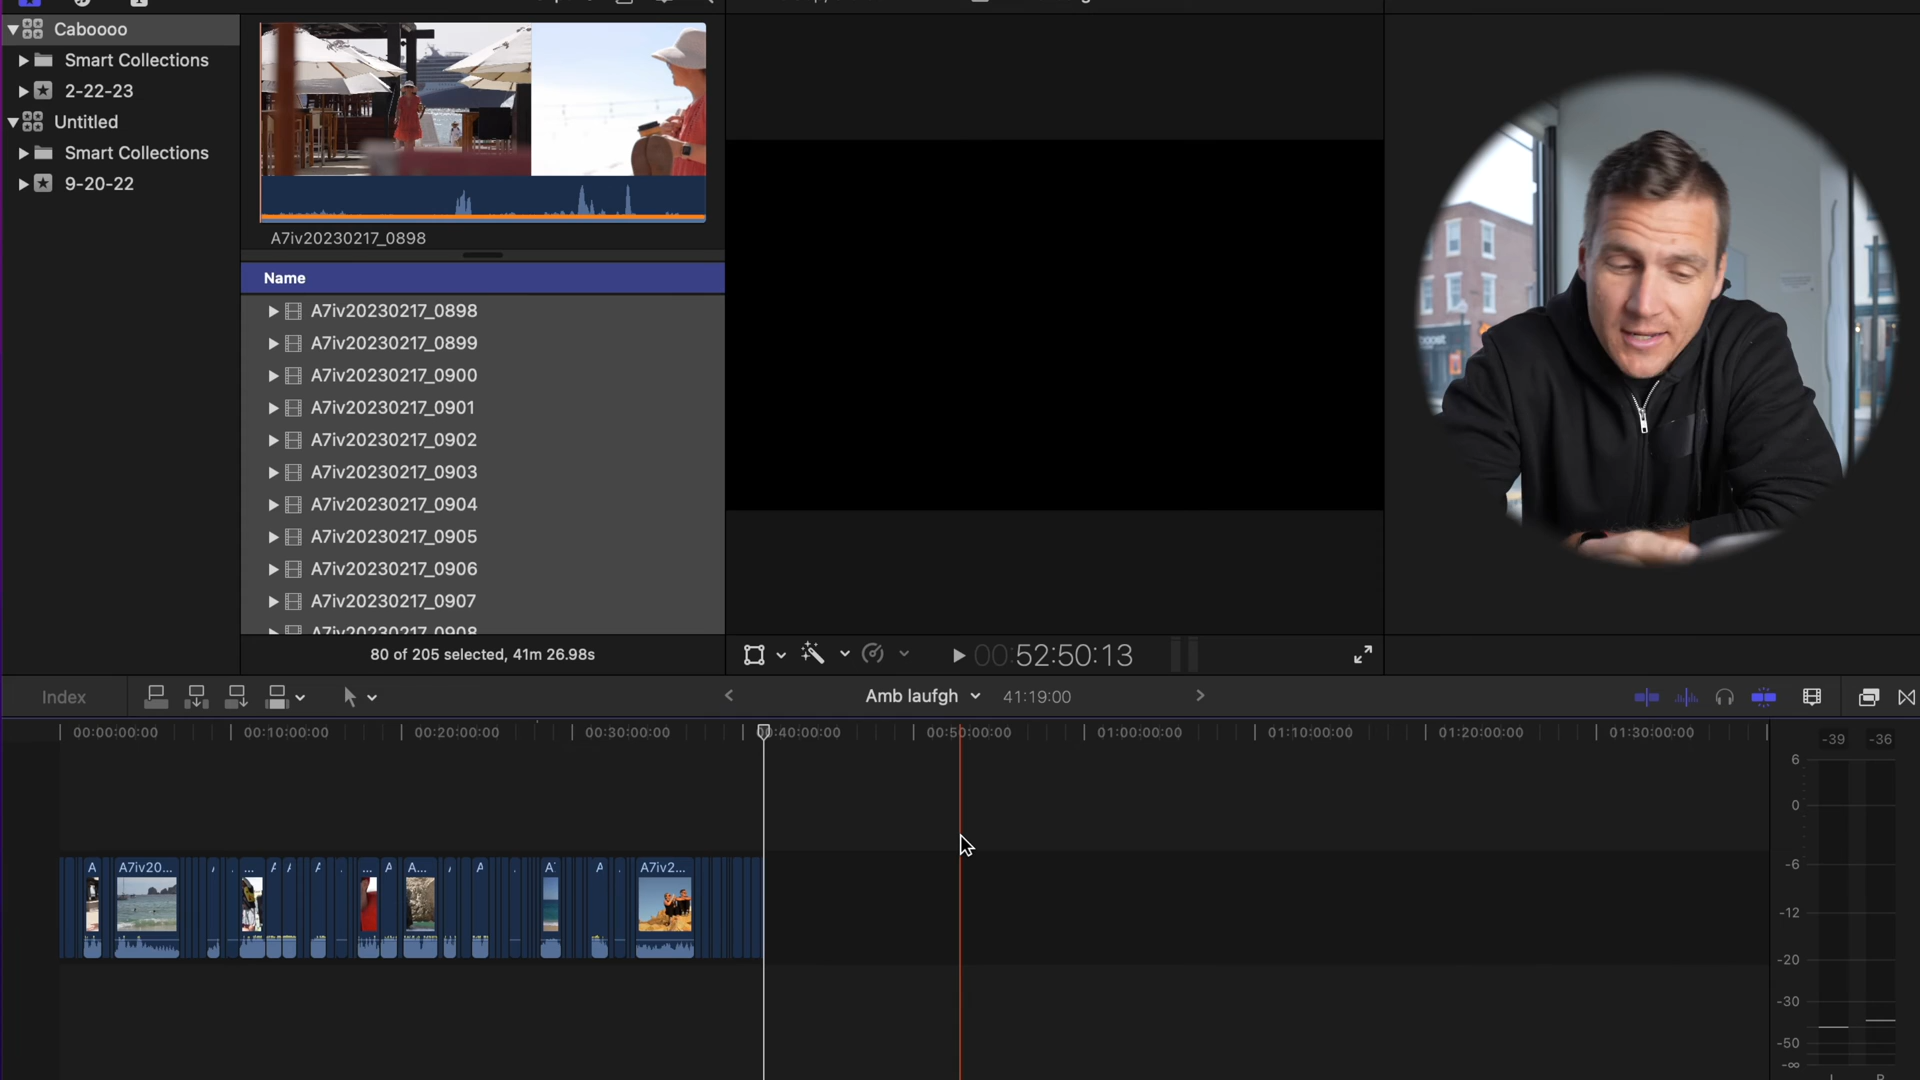 Caboooo
Smart Collections
2-22-23
Untitled
Smart Collections
9-20-22
A7iv20230217_0898
Name
A7iv20230217_0898
A7iv20230217_0899
A7iv20230217_0900
A7iv20230217_0901
A7iv20230217_0902
A7iv20230217_0903
A7iv20230217_0904
A7iv20230217_0905
A7iv20230217_0906
A7iv20230217_0907
A7iv20230217_0908
80 of 205 selected, 41m 26.98s
00:52:50:13
Index
Amb laufgh
41:19:00
00:00:00:00
00:10:00:00
00:20:00:00
00:30:00:00
00:40:00:00
00:50:00:00
01:00:00:00
01:10:00:00
01:20:00:00
01:30:00:00
A
A7iv20...
...
A
A
...
A
A...
A
A
A
A7iv2...
-39
-36
6
0
-6
-12
-20
-30
-50
-∞